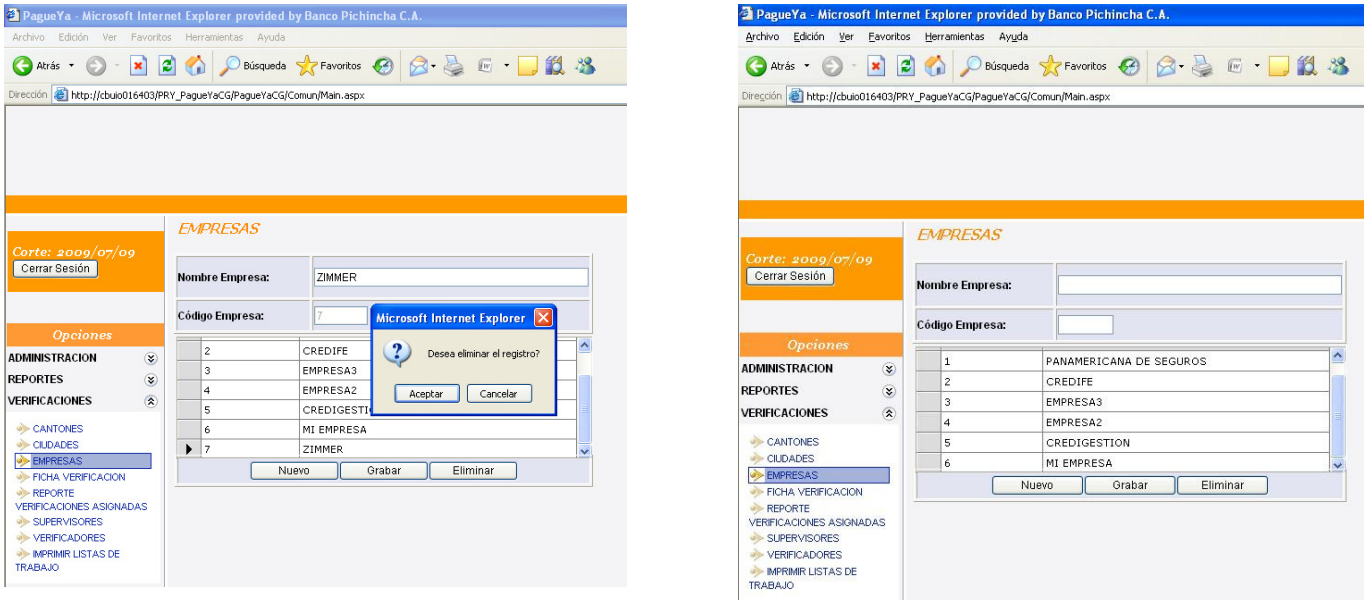 PagueYa - Microsoft Internet Explorer provided by Banco Pichincha C.A.
Archivo Edición Ver Favoritos Herramientas Ayuda
Atrás Búsqueda Favoritos
Dirección http://cbuio016403/PRY_PagueYaCG/PagueYaCG/Comun/Main.aspx
EMPRESAS
Corte: 2009/07/09
Cerrar Sesión
Nombre Empresa: ZIMMER
Código Empresa: 7
Microsoft Internet Explorer
Desea eliminar el registro?
Aceptar Cancelar
Opciones
ADMINISTRACION
REPORTES
VERIFICACIONES
CANTONES
CIUDADES
EMPRESAS
FICHA VERIFICACION
REPORTE
VERIFICACIONES ASIGNADAS
SUPERVISORES
VERIFICADORES
IMPRIMIR LISTAS DE
TRABAJO
2 CREDIFE
3 EMPRESA3
4 EMPRESA2
5 CREDIGESTI
6 MI EMPRESA
7 ZIMMER
Nuevo Grabar Eliminar
PagueYa - Microsoft Internet Explorer provided by Banco Pichincha C.A.
Archivo Edición Ver Favoritos Herramientas Ayuda
Atrás Búsqueda Favoritos
Dirección http://cbuio016403/PRY_PagueYaCG/PagueYaCG/Comun/Main.aspx
EMPRESAS
Corte: 2009/07/09
Cerrar Sesión
Nombre Empresa:
Código Empresa:
Opciones
ADMINISTRACION
REPORTES
VERIFICACIONES
CANTONES
CIUDADES
EMPRESAS
FICHA VERIFICACION
REPORTE
VERIFICACIONES ASIGNADAS
SUPERVISORES
VERIFICADORES
IMPRIMIR LISTAS DE
TRABAJO
1 PANAMERICANA DE SEGUROS
2 CREDIFE
3 EMPRESA3
4 EMPRESA2
5 CREDIGESTION
6 MI EMPRESA
Nuevo Grabar Eliminar